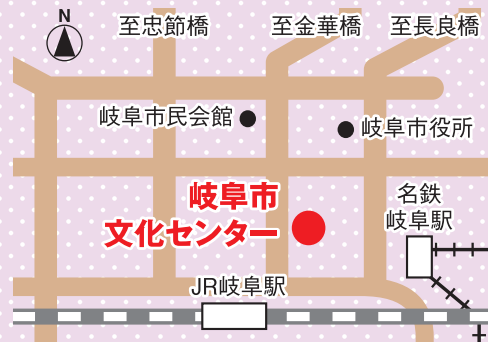 N
至忠節橋
至金華橋
至長良橋
岐阜市民会館
岐阜市役所
岐阜市
文化センター
名鉄
岐阜駅
JR岐阜駅